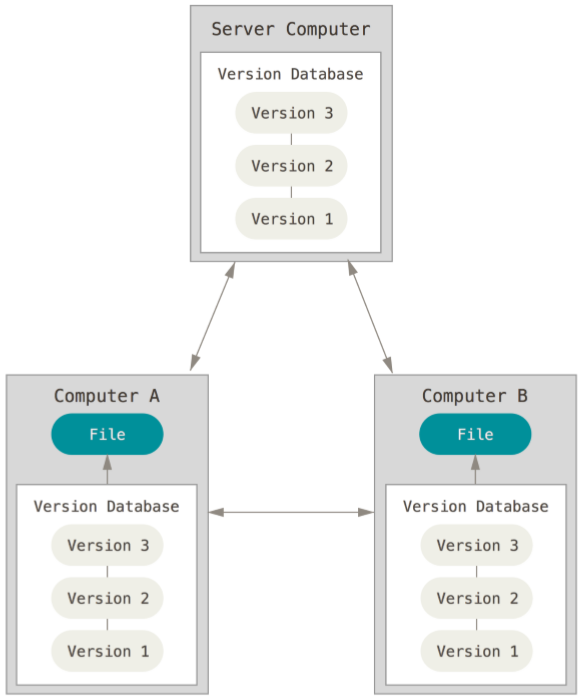 Server Computer
Version Database
Version 3
Version 2
Version 1
Computer A
File
Version Database
Version 3
Version 2
Version 1
Computer B
File
Version Database
Version 3
Version 2
Version 1